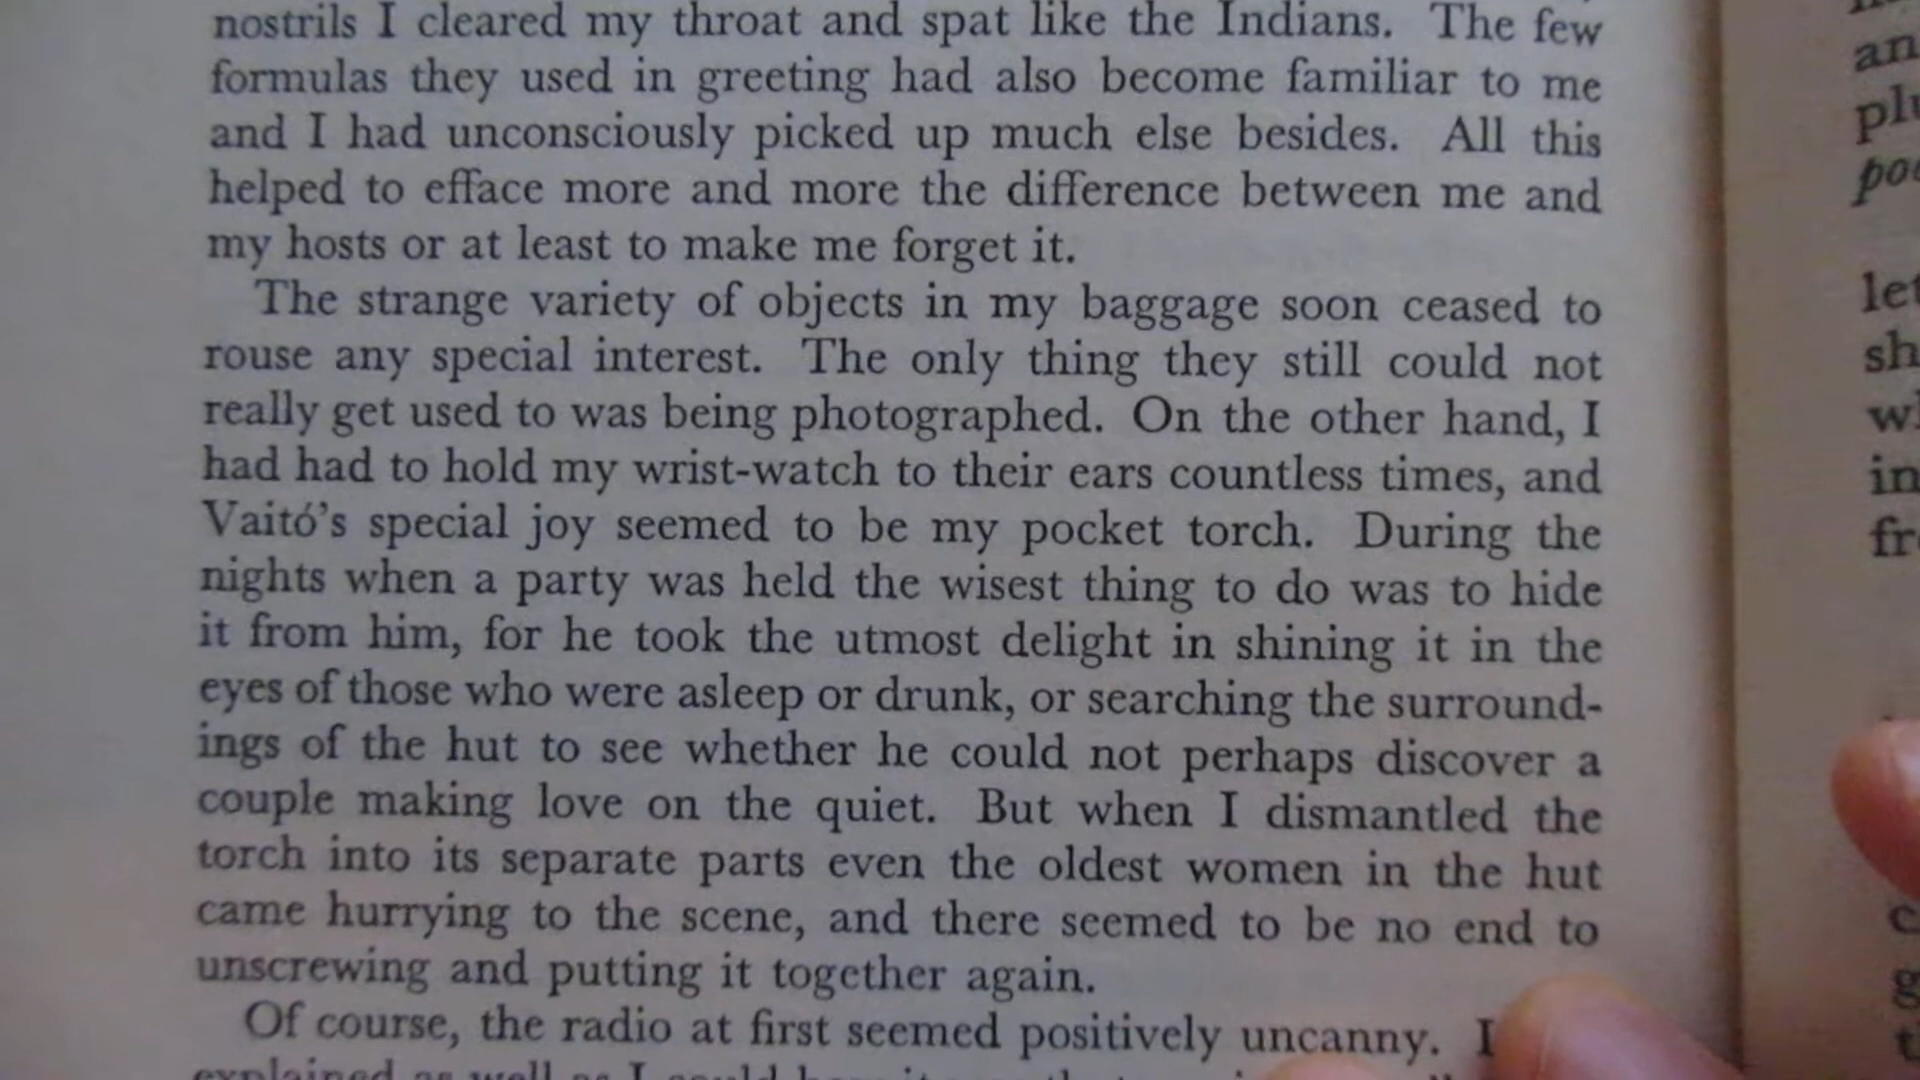 nostrils I cleared my throat and spat like the Indians. The few
formulas they used in greeting had also become familiar to me
and I had unconsciously picked up much else besides. All this
helped to efface more and more the difference between me and
my hosts or at least to make me forget it.
The strange variety of objects in my baggage soon ceased to
rouse any special interest. The only thing they still could not
really get used to was being photographed. On the other hand, I
had had to hold my wrist-watch to their ears countless times, and
Vaitó's special joy seemed to be my pocket torch. During the
nights when a party was held the wisest thing to do was to hide
it from him, for he took the utmost delight in shining it in the
eyes of those who were asleep or drunk, or searching the surround-
ings of the hut to see whether he could not perhaps discover a
couple making love on the quiet. But when I dismantled the
torch into its separate parts even the oldest women in the hut
came hurrying to the scene, and there seemed to be no end to
unscrewing and putting it together again.
Of course, the radio at first seemed positively uncanny. I
explained as well as I could